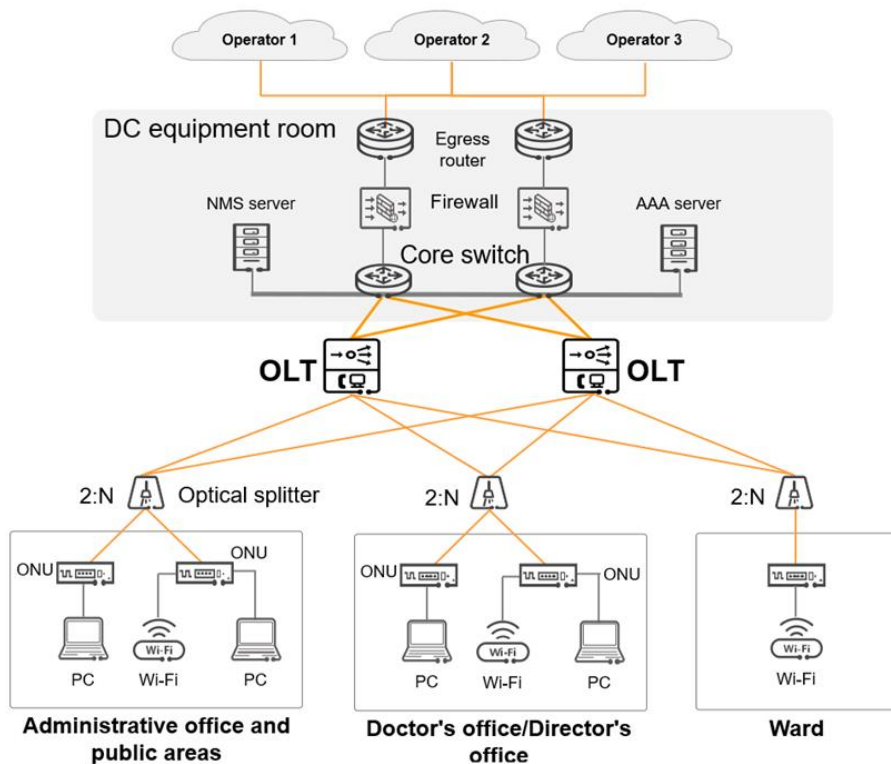 Operator 1
Operator 2
Operator 3
DC equipment room
Egress
router
NMS server
Firewall
AAA server
Core switch
OLT
OLT
2:N
Optical splitter
2:N
2:N
ONU
ONU
ONU
ONU
Wi-Fi
Wi-Fi
Wi-Fi
PC
Wi-Fi
PC
PC
Wi-Fi
PC
Wi-Fi
Administrative office and
public areas
Doctor's office/Director's
office
Ward